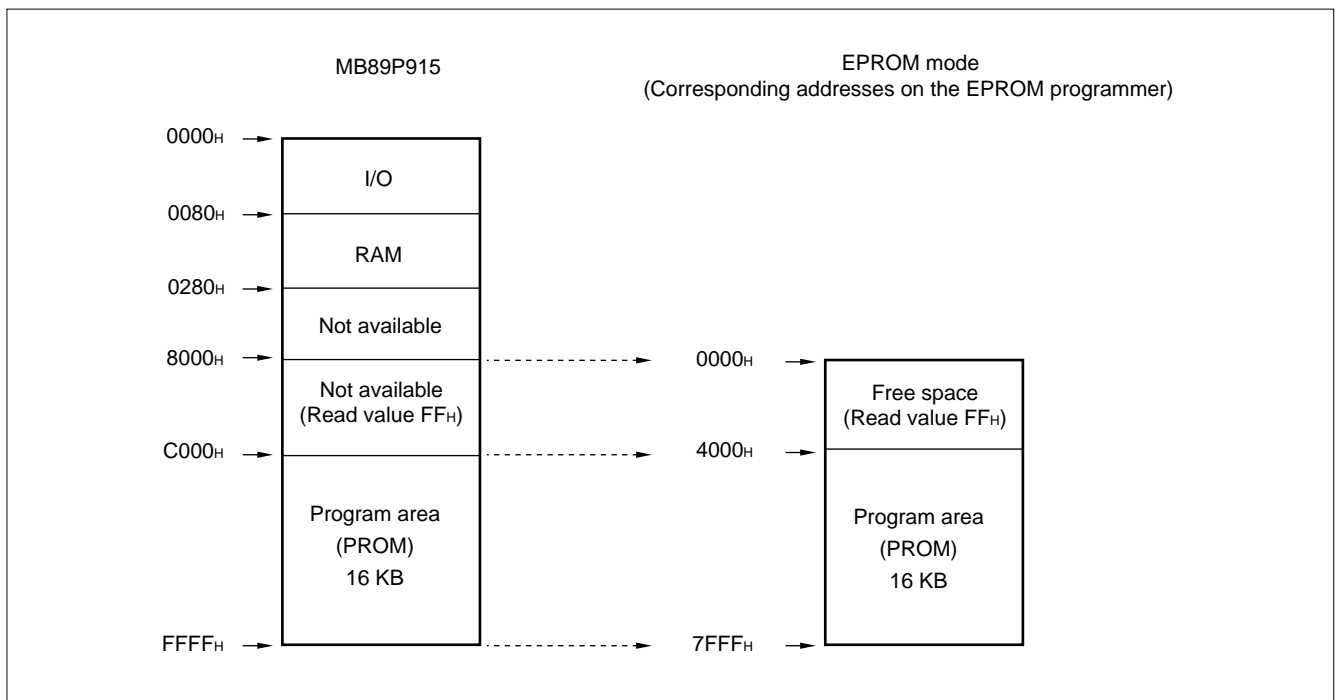 MB89P915
EPROM mode
(Corresponding addresses on the EPROM programmer)
0000H
I/O
0080H
RAM
0280H
Not available
8000H
0000H
Not available
(Read value FFH)
Free space
(Read value FFH)
C000H
4000H
Program area
(PROM)
16 KB
Program area
(PROM)
16 KB
FFFFH
7FFFH